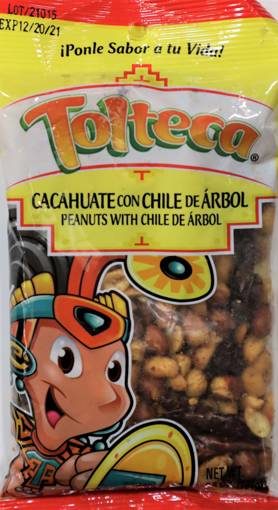 LOT/21015
EXP12/20/21
¡Ponle Sabor a tu Vida!
Tolteca®
CACAHUATE CON CHILE DE ÁRBOL
PEANUTS WITH CHILE DE ÁRBOL
NET WT.